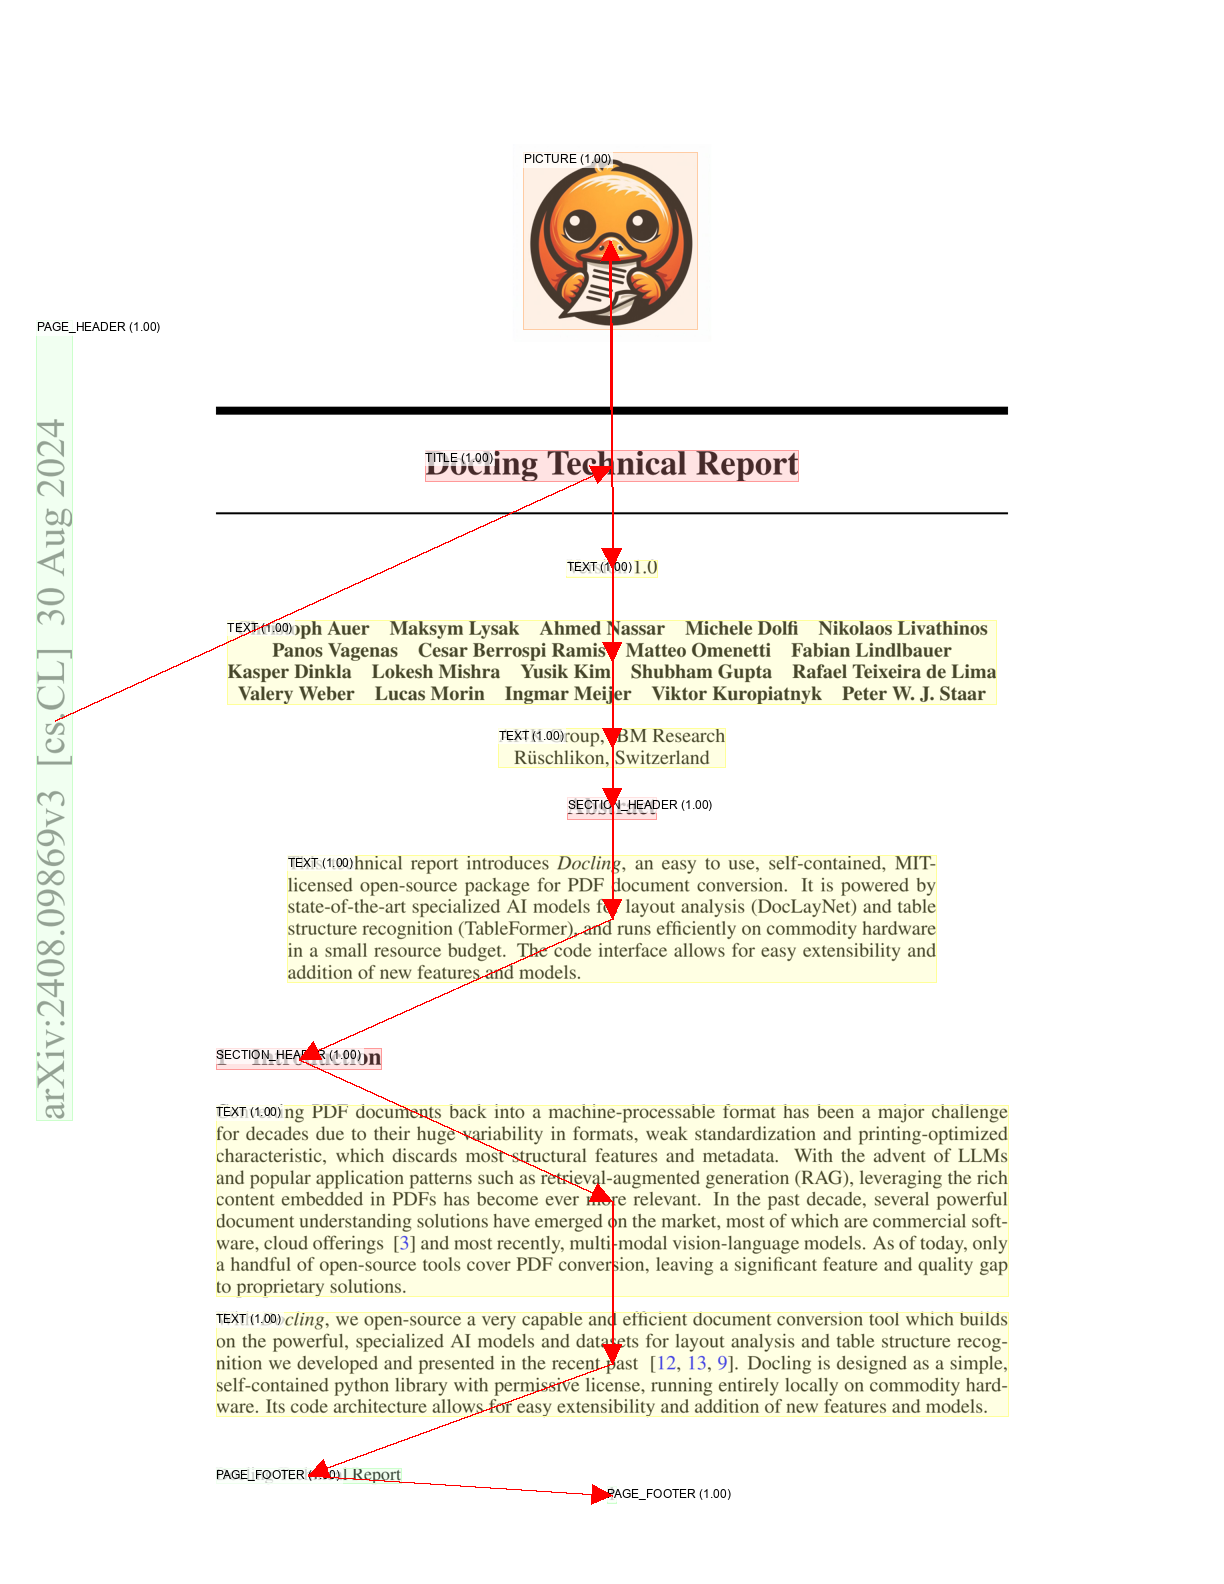 PICTURE (1.00)
PAGE_HEADER (1.00)
arXiv:2408.09869v3 [cs.CL] 30 Aug 2024
TITLE (1.00)
Docling Technical Report
TEXT (1.00)
1.0
TEXT (1.00)
oph Auer Maksym Lysak Ahmed Nassar Michele Dolfi Nikolaos Livathinos
Panos Vagenas Cesar Berrospi Ramis Matteo Omenetti Fabian Lindlbauer
Kasper Dinkla Lokesh Mishra Yusik Kim Shubham Gupta Rafael Teixeira de Lima
Valery Weber Lucas Morin Ingmar Meijer Viktor Kuropiatnyk Peter W. J. Staar
TEXT (1.00)
roup, IBM Research
Rüschlikon, Switzerland
SECTION_HEADER (1.00)
Abstract
TEXT (1.00)
hnical report introduces Docling, an easy to use, self-contained, MIT-
licensed open-source package for PDF document conversion. It is powered by
state-of-the-art specialized AI models for layout analysis (DocLayNet) and table
structure recognition (TableFormer), and runs efficiently on commodity hardware
in a small resource budget. The code interface allows for easy extensibility and
addition of new features and models.
SECTION_HEADER (1.00)
1 Introduction
TEXT (1.00)
ing PDF documents back into a machine-processable format has been a major challenge
for decades due to their huge variability in formats, weak standardization and printing-optimized
characteristic, which discards most structural features and metadata. With the advent of LLMs
and popular application patterns such as retrieval-augmented generation (RAG), leveraging the rich
content embedded in PDFs has become ever more relevant. In the past decade, several powerful
document understanding solutions have emerged on the market, most of which are commercial soft-
ware, cloud offerings [3] and most recently, multi-modal vision-language models. As of today, only
a handful of open-source tools cover PDF conversion, leaving a significant feature and quality gap
to proprietary solutions.
TEXT (1.00)
cling, we open-source a very capable and efficient document conversion tool which builds
on the powerful, specialized AI models and datasets for layout analysis and table structure recog-
nition we developed and presented in the recent past [12, 13, 9]. Docling is designed as a simple,
self-contained python library with permissive license, running entirely locally on commodity hard-
ware. Its code architecture allows for easy extensibility and addition of new features and models.
PAGE_FOOTER (1.00)
Report
PAGE_FOOTER (1.00)